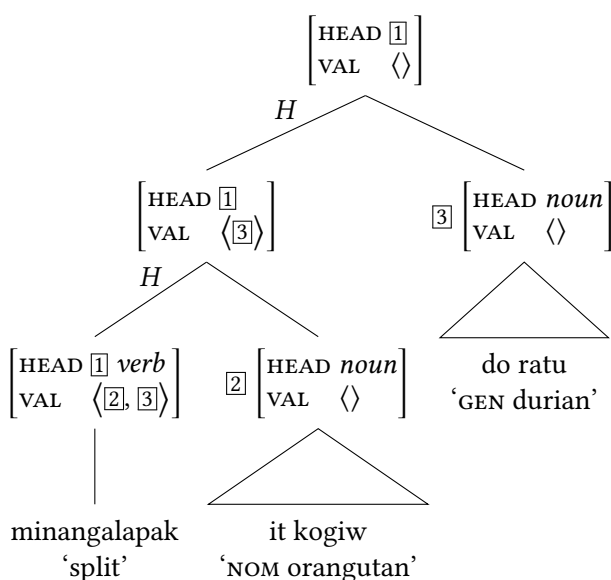 HEAD 1
VAL ⟨⟩
H
HEAD 1
VAL ⟨3⟩
3 HEAD noun
VAL ⟨⟩
H
HEAD 1 verb
VAL ⟨2, 3⟩
2 HEAD noun
VAL ⟨⟩
do ratu
‘GEN durian’
minangalapak
‘split’
it kogiw
‘NOM orangutan’